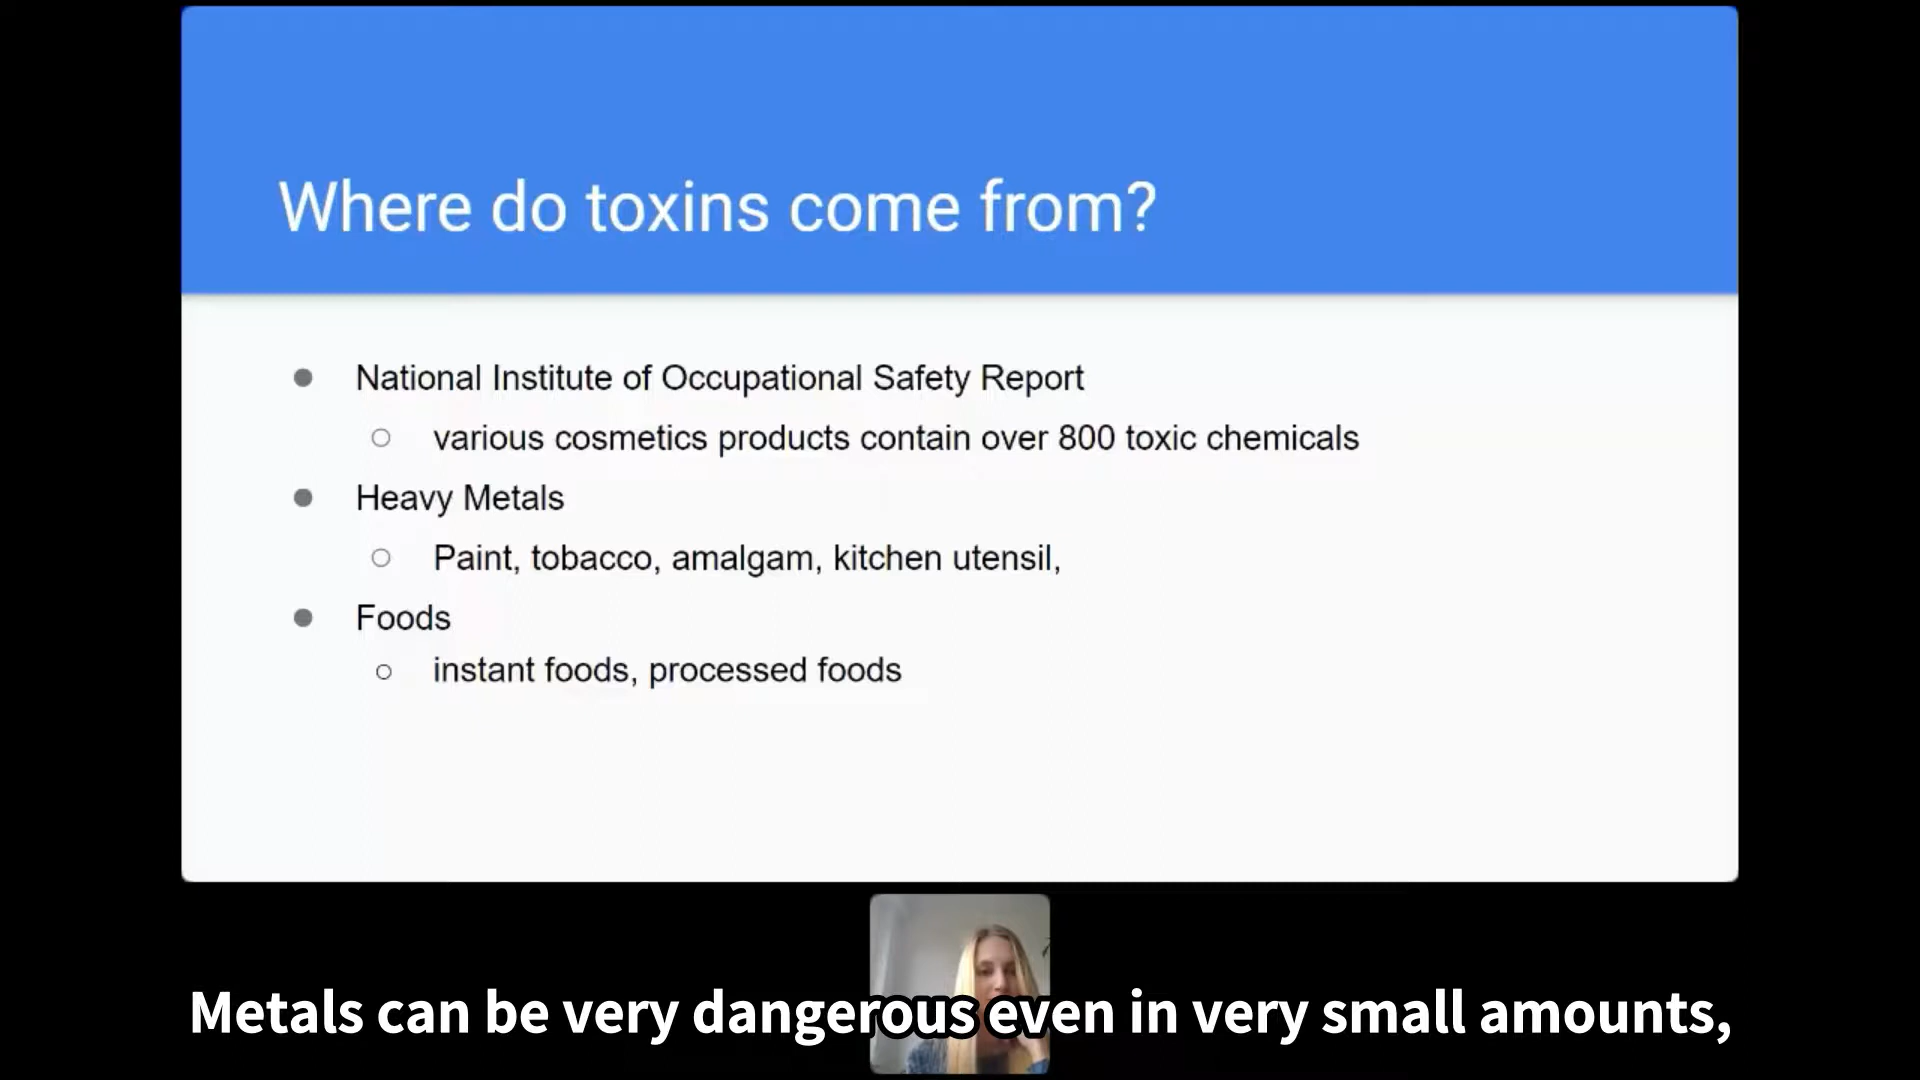 Where do toxins come from?
● National Institute of Occupational Safety Report
○ various cosmetics products contain over 800 toxic chemicals
● Heavy Metals
○ Paint, tobacco, amalgam, kitchen utensil,
● Foods
○ instant foods, processed foods
Metals can be very dangerous even in very small amounts,